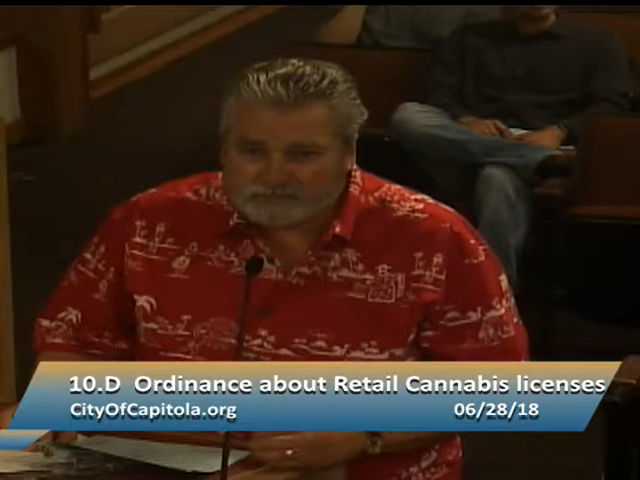 10.D Ordinance about Retail Cannabis licenses
CityOfCapitola.org 06/28/18